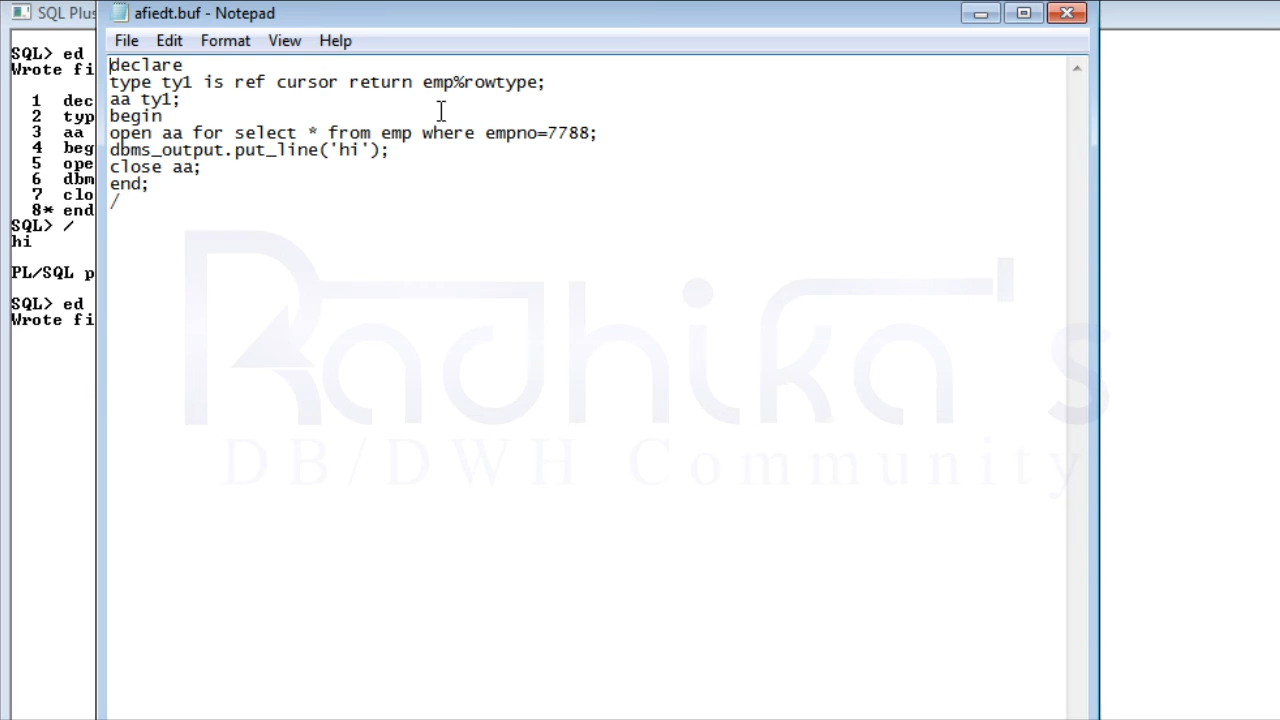 SQL Plus
afiedt.buf - Notepad
File Edit Format View Help
SQL> ed
Wrote fi
1 dec
2 typ
3 aa
4 beg
5 ope
6 dbm
7 clo
8* end
SQL> /
hi
PL/SQL p
SQL> ed
Wrote fi
declare
type ty1 is ref cursor return emp%rowtype;
aa ty1;
begin
open aa for select * from emp where empno=7788;
dbms_output.put_line('hi');
close aa;
end;
/
Radhika's
DB/DWH Community